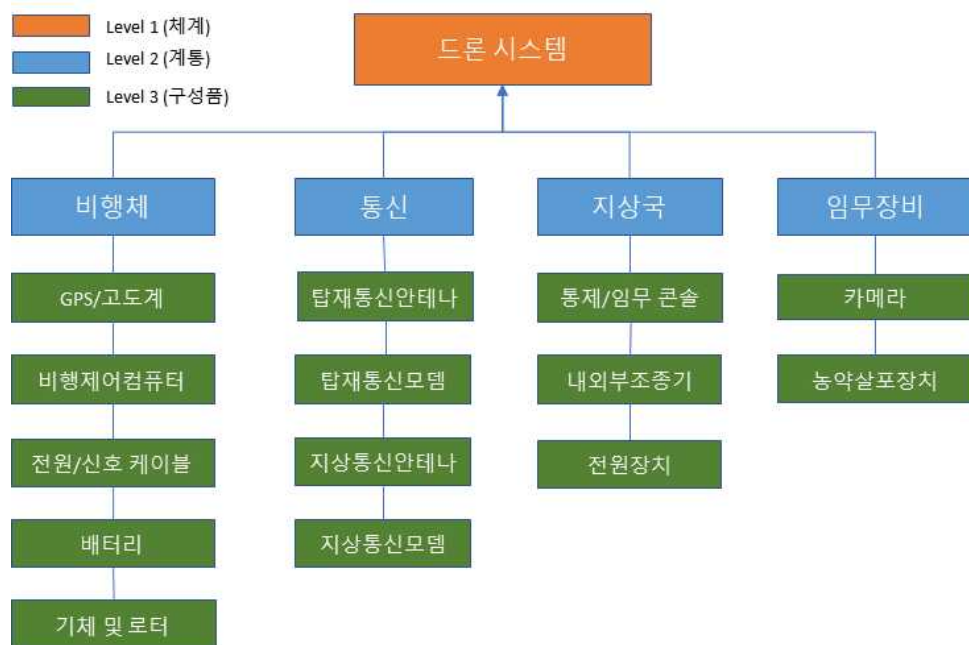 Level 1 (체계)
Level 2 (계통)
Level 3 (구성품)
드론 시스템
비행체
통신
지상국
임무장비
GPS/고도계
탑재통신안테나
통제/임무 콘솔
카메라
비행제어컴퓨터
탑재통신모뎀
내외부조종기
농약살포장치
전원/신호 케이블
지상통신안테나
전원장치
배터리
지상통신모뎀
기체 및 로터